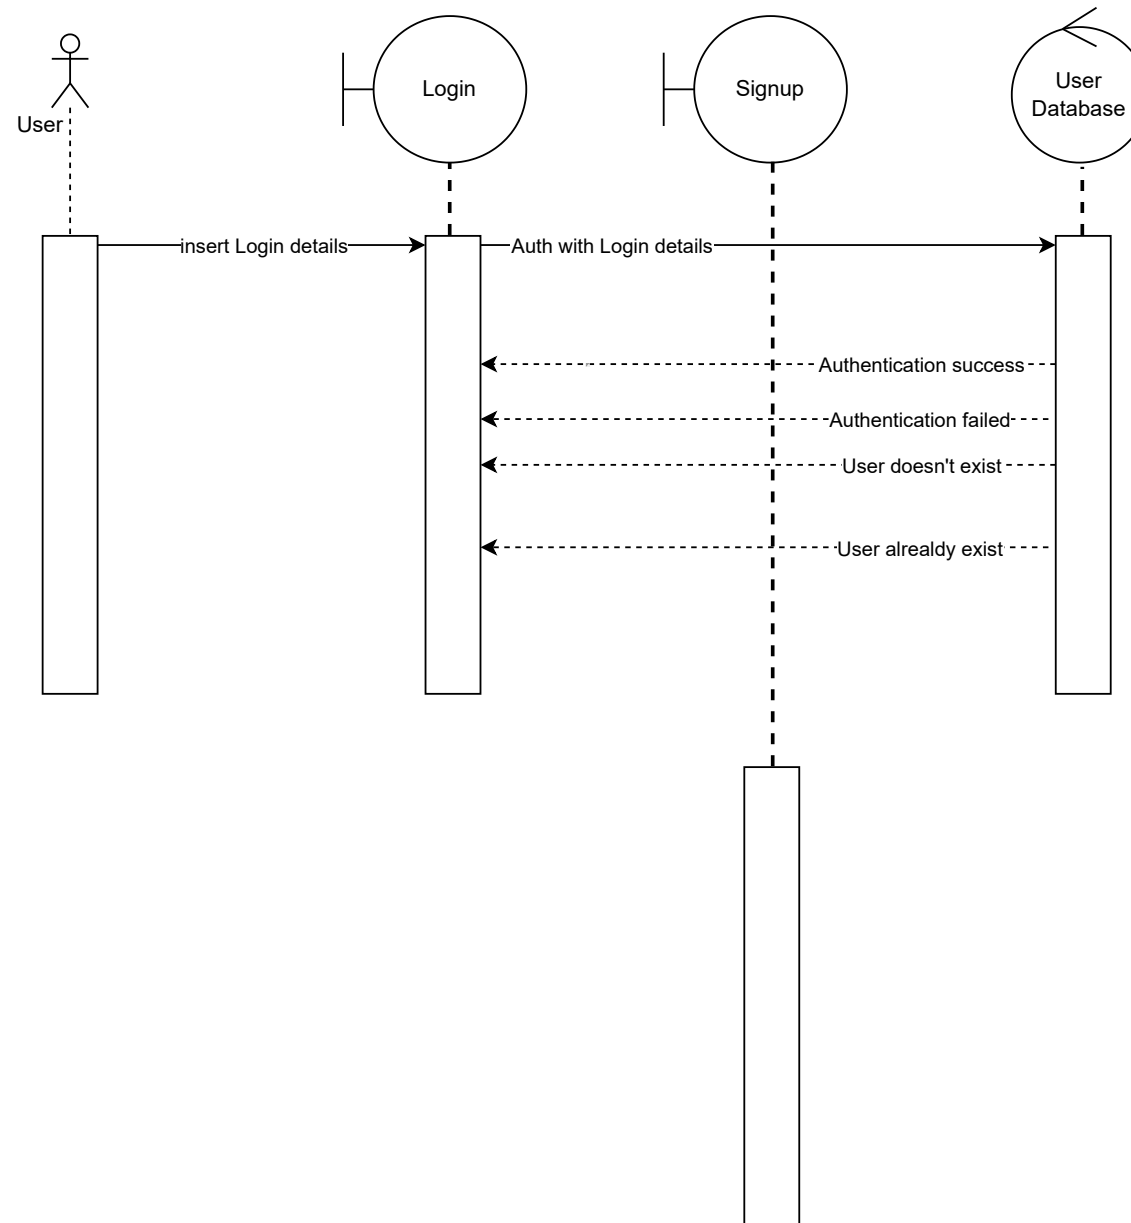 User
Login
Signup
User
Database
insert Login details
Auth with Login details
Authentication success
Authentication failed
User doesn't exist
User alrealdy exist